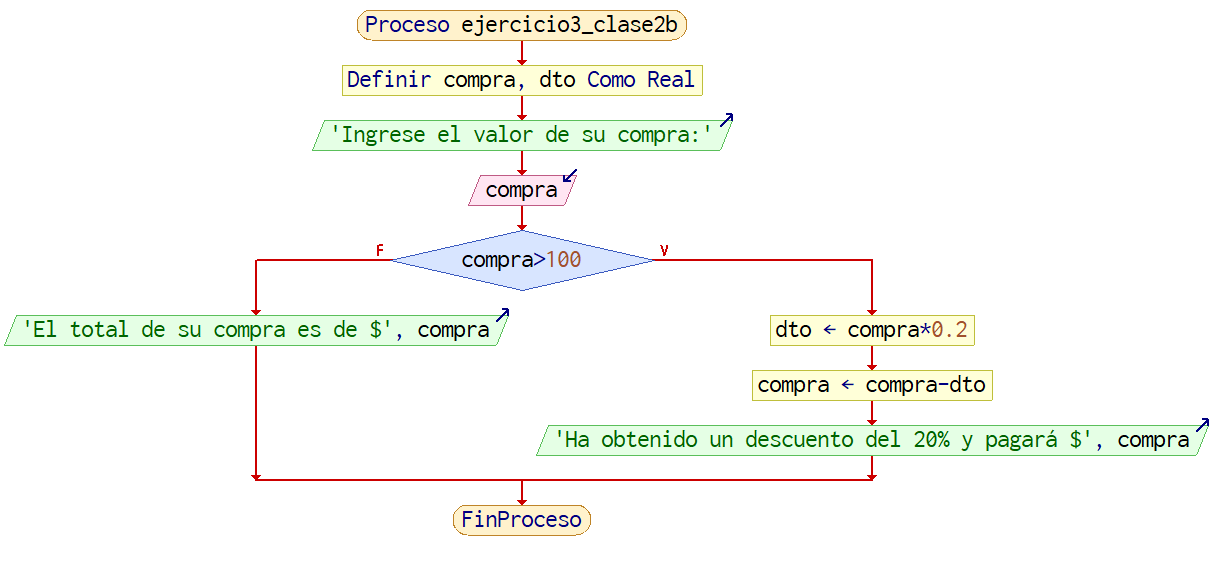 Proceso ejercicio3_clase2b
Definir compra, dto Como Real
'Ingrese el valor de su compra:'
compra
F
compra>100
V
'El total de su compra es de $', compra
dto ← compra*0.2
compra ← compra-dto
'Ha obtenido un descuento del 20% y pagará $', compra
FinProceso